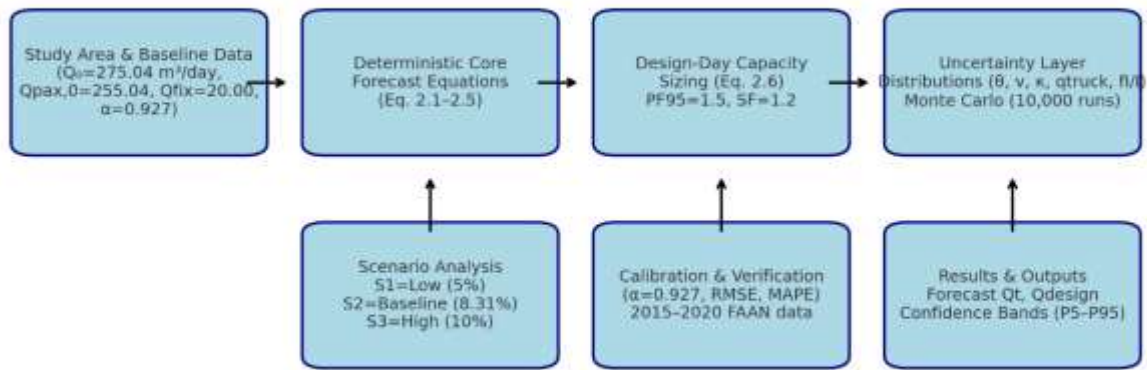 Study Area & Baseline Data
(Q₀=275.04 m³/day,
Qpax,0=255.04, Qfix=20.00,
α=0.927)
Deterministic Core
Forecast Equations
(Eq. 2.1–2.5)
Design-Day Capacity
Sizing (Eq. 2.6)
PF95=1.5, SF=1.2
Uncertainty Layer
Distributions (θ, ν, κ, qtruck,
Monte Carlo (10,000 runs)
Scenario Analysis
S1=Low (5%)
S2=Baseline (8.31%)
S3=High (10%)
Calibration & Verification
(α=0.927, RMSE, MAPE)
2015–2020 FAAN data
Results & Outputs
Forecast Qt, Qdesign
Confidence Bands (P5–P95)